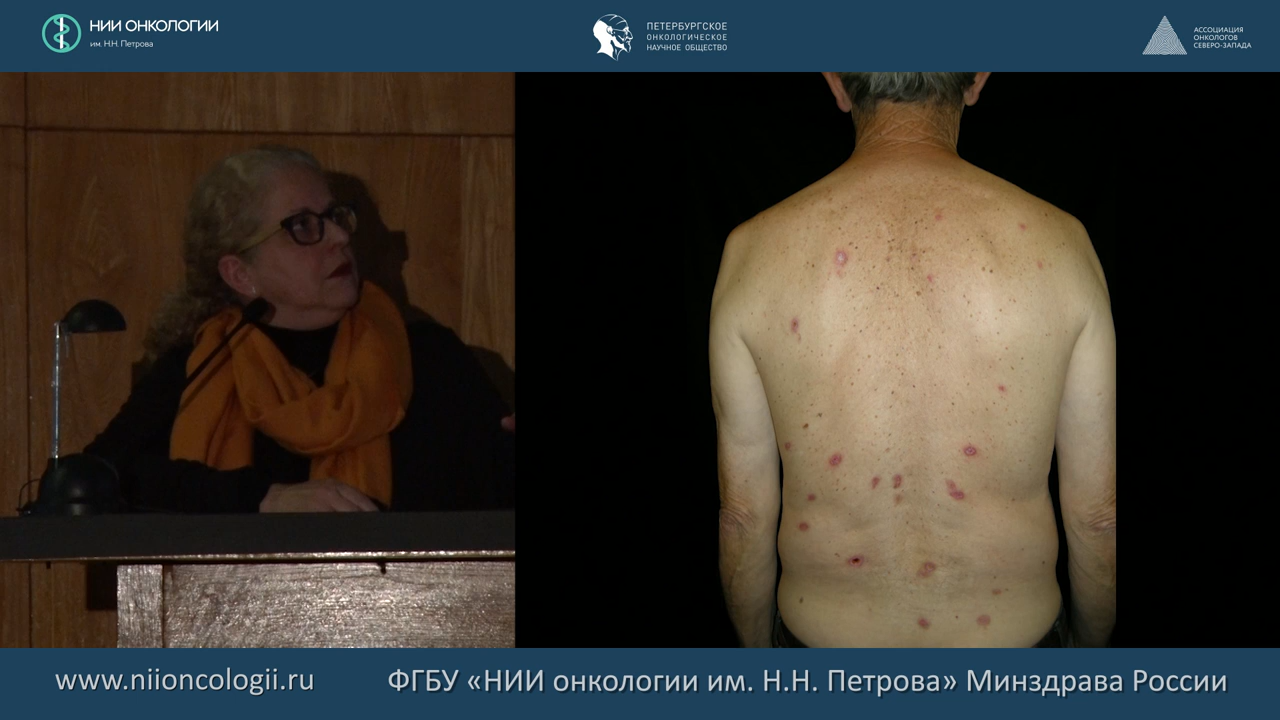 НИИ ОНКОЛОГИИ
им. Н.Н. Петрова
ПЕТЕРБУРГСКОЕ
ОНКОЛОГИЧЕСКОЕ
НАУЧНОЕ ОБЩЕСТВО
АССОЦИАЦИЯ
ОНКОЛОГОВ
СЕВЕРО-ЗАПАДА
www.niioncologii.ru
ФГБУ «НИИ онкологии им. Н.Н. Петрова» Минздрава России